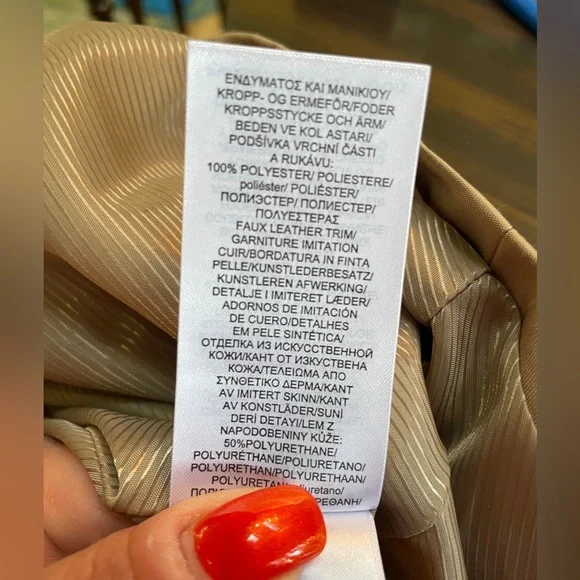 ΕΝΔΥΜΑΤΟΣ ΚΑΙ ΜΑΝΙΚΙΟΥ/
KROPP- OG ERMEFÔR/FODER
KROPPSSTYCKE OCH ÄRM/
BEDEN VE KOL ASTARI/
PODŠÍVKA VRCHNÍ ČÁSTI
A RUKÁVU:
100% POLYESTER/ POLIESTERE/
poliéster/ POLIÉSTER/
ПОЛИЭСТЕР/ ПОЛИЕСТЕР/
ΠΟΛΥΕΣΤΕΡΑΣ
FAUX LEATHER TRIM/
GARNITURE IMITATION
CUIR/BORDATURA IN FINTA
PELLE/KUNSTLEDERBESATZ/
KUNSTLEREN AFWERKING/
DETALJE I IMITERET LÆDER/
ADORNOS DE IMITACIÓN
DE CUERO/DETALHES
EM PELE SINTÉTICA/
ОТДЕЛКА ИЗ ИСКУССТВЕННОЙ
КОЖИ/КАНТ ОТ ИЗКУСТВЕНА
КОЖА/ΤΕΛΕΙΩΜΑ ΑΠΟ
ΣΥΝΘΕΤΙΚΟ ΔΕΡΜΑ/KANT
AV IMITERT SKINN/KANT
AV KONSTLÄDER/SUNİ
DERİ DETAYI/LEM Z
NAPODOBENINY KŮŽE:
50%POLYURETHANE/
POLYURÉTHANE/POLIURETANO/
POLYURETHAN/POLYURETHAAN/
POLYURETAN/poliuretano/